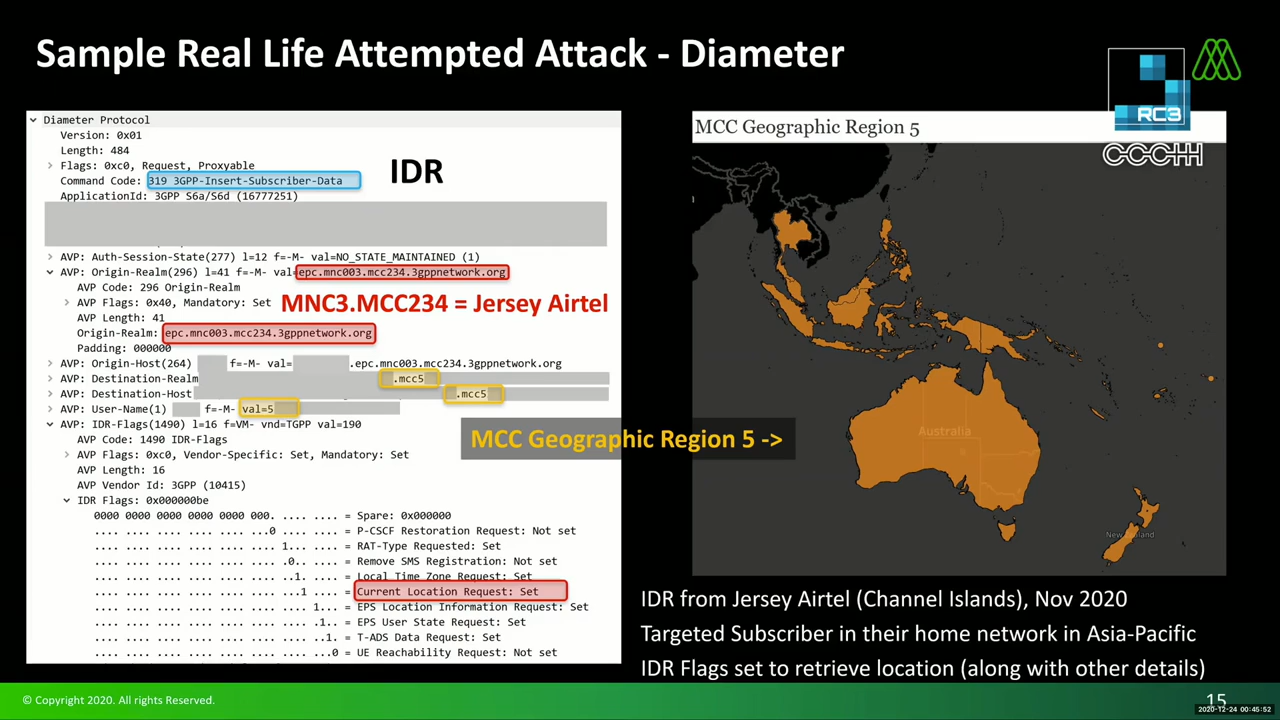 Sample Real Life Attempted Attack - Diameter
RC3
CCCHH
Diameter Protocol
Version: 0x01
Length: 484
Flags: 0xc0, Request, Proxyable
Command Code: 319 3GPP-Insert-Subscriber-Data
IDR
ApplicationId: 3GPP S6a/S6d (16777251)
AVP: Auth-Session-State(277) l=12 f=-M- val=NO_STATE_MAINTAINED (1)
AVP: Origin-Realm(296) l=41 f=-M- val=epc.mnc003.mcc234.3gppnetwork.org
AVP Code: 296 Origin-Realm
AVP Flags: 0x40, Mandatory: Set
MNC3.MCC234 = Jersey Airtel
AVP Length: 41
Origin-Realm: epc.mnc003.mcc234.3gppnetwork.org
Padding: 000000
AVP: Origin-Host(264) f=-M- val= .epc.mnc003.mcc234.3gppnetwork.org
AVP: Destination-Realm .mcc5
AVP: Destination-Host .mcc5
AVP: User-Name(1) f=-M- val=5
AVP: IDR-Flags(1490) l=16 f=VM- vnd=TGPP val=190
AVP Code: 1490 IDR-Flags
AVP Flags: 0xc0, Vendor-Specific: Set, Mandatory: Set
AVP Length: 16
AVP Vendor Id: 3GPP (10415)
IDR Flags: 0x000000be
0000 0000 0000 0000 0000 000. .... .... = Spare: 0x000000
.... .... .... .... .... ...0 .... .... = P-CSCF Restoration Request: Not set
.... .... .... .... .... .... 1... .... = RAT-Type Requested: Set
.... .... .... .... .... .... .0.. .... = Remove SMS Registration: Not set
.... .... .... .... .... .... ..1. .... = Local Time Zone Request: Set
.... .... .... .... .... .... ...1 .... = Current Location Request: Set
.... .... .... .... .... .... .... 1... = EPS Location Information Request: Set
.... .... .... .... .... .... .... .1.. = EPS User State Request: Set
.... .... .... .... .... .... .... ..1. = T-ADS Data Request: Set
.... .... .... .... .... .... .... ...0 = UE Reachability Request: Not set
MCC Geographic Region 5 ->
MCC Geographic Region 5
Australia
New Zealand
IDR from Jersey Airtel (Channel Islands), Nov 2020
Targeted Subscriber in their home network in Asia-Pacific
IDR Flags set to retrieve location (along with other details)
© Copyright 2020. All rights Reserved.
15
2020-12-24 00:45:52